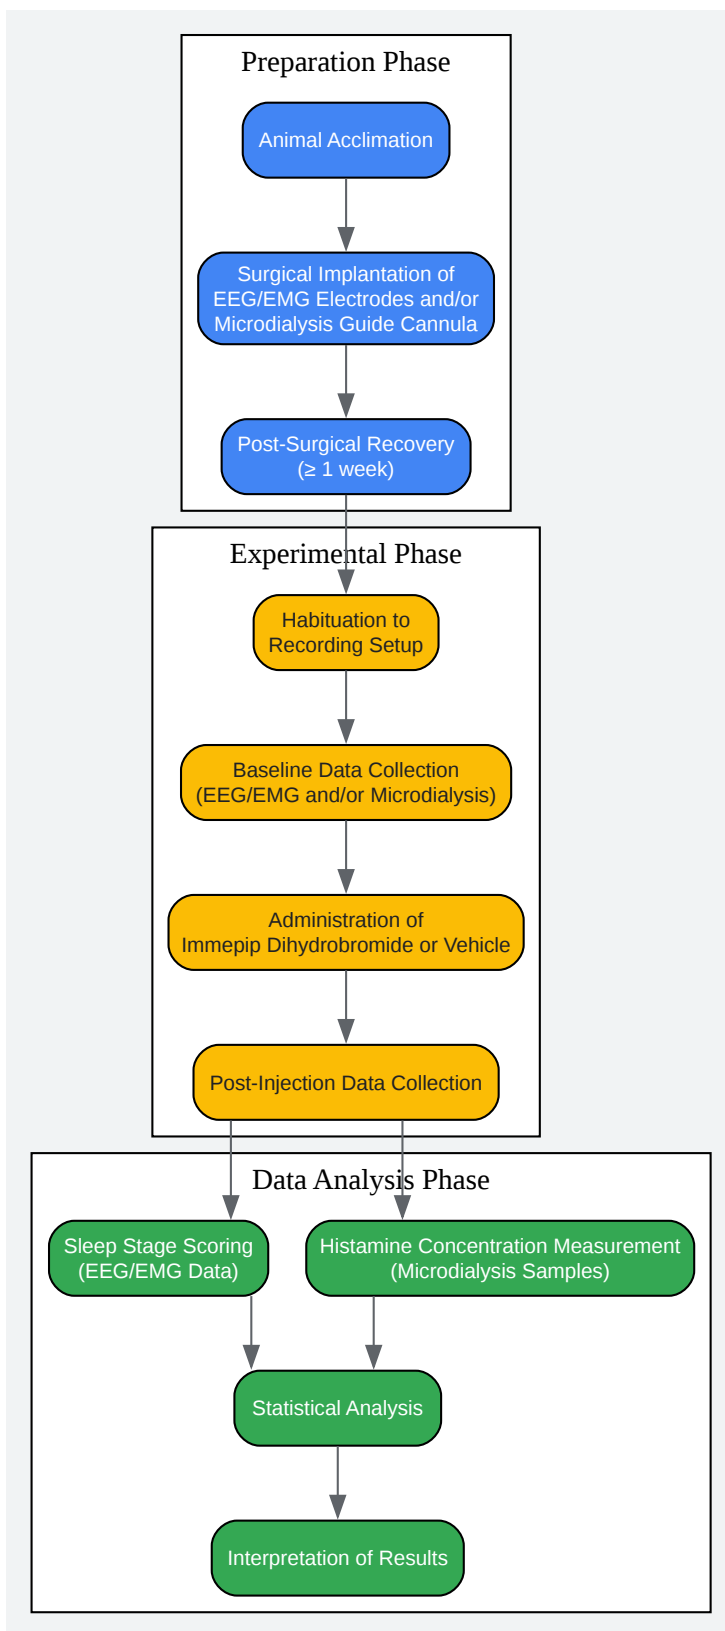 Preparation Phase
Animal Acclimation
Surgical Implantation of
EEG/EMG Electrodes and/or
Microdialysis Guide Cannula
Post-Surgical Recovery
(≥ 1 week)
Experimental Phase
Habituation to
Recording Setup
Baseline Data Collection
(EEG/EMG and/or Microdialysis)
Administration of
Immepip Dihydrobromide or Vehicle
Post-Injection Data Collection
Data Analysis Phase
Sleep Stage Scoring
(EEG/EMG Data)
Histamine Concentration Measurement
(Microdialysis Samples)
Statistical Analysis
Interpretation of Results